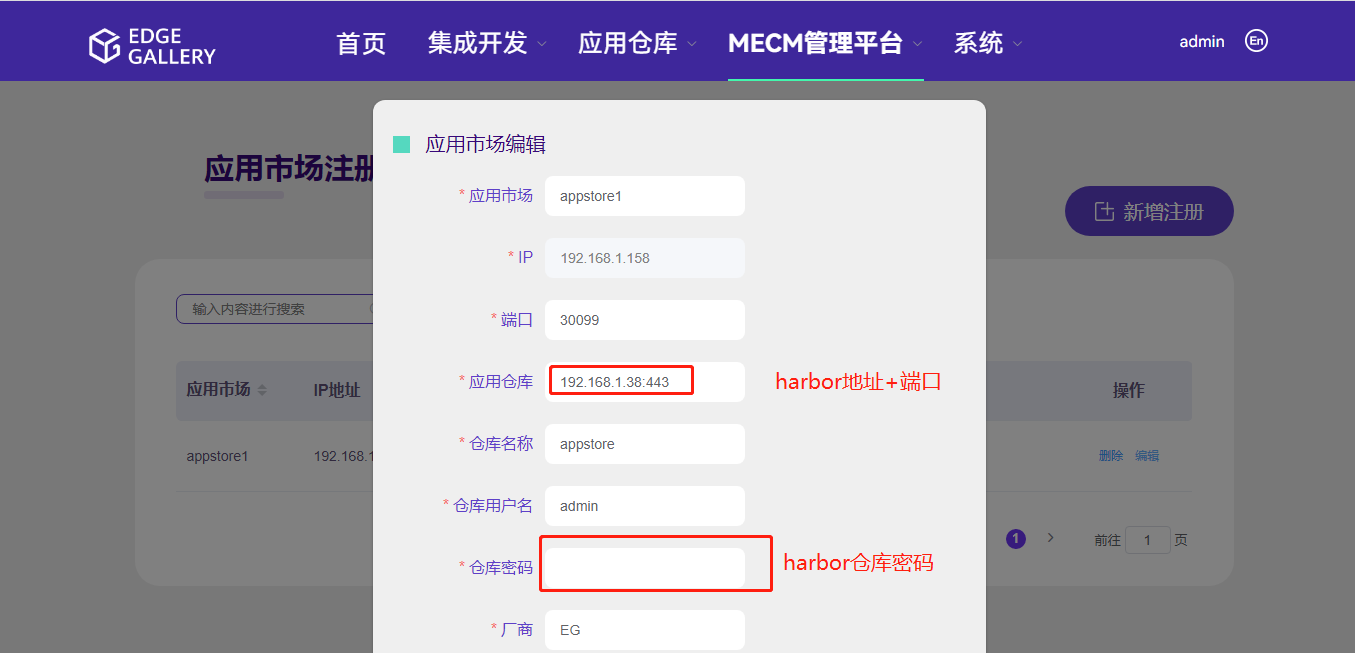 EDGE GALLERY
首页 集成开发 应用仓库 MECM管理平台 系统 admin En
应用市场编辑
应用市场注册
新增注册
* 应用市场 appstore1
* IP 192.168.1.158
* 端口 30099
输入内容进行搜索
* 应用仓库 192.168.1.38:443 harbor地址+端口
应用市场 IP地址 操作
* 仓库名称 appstore
appstore1 192.168.1 删除 编辑
* 仓库用户名 admin
1 前往 1 页
* 仓库密码 harbor仓库密码
* 厂商 EG